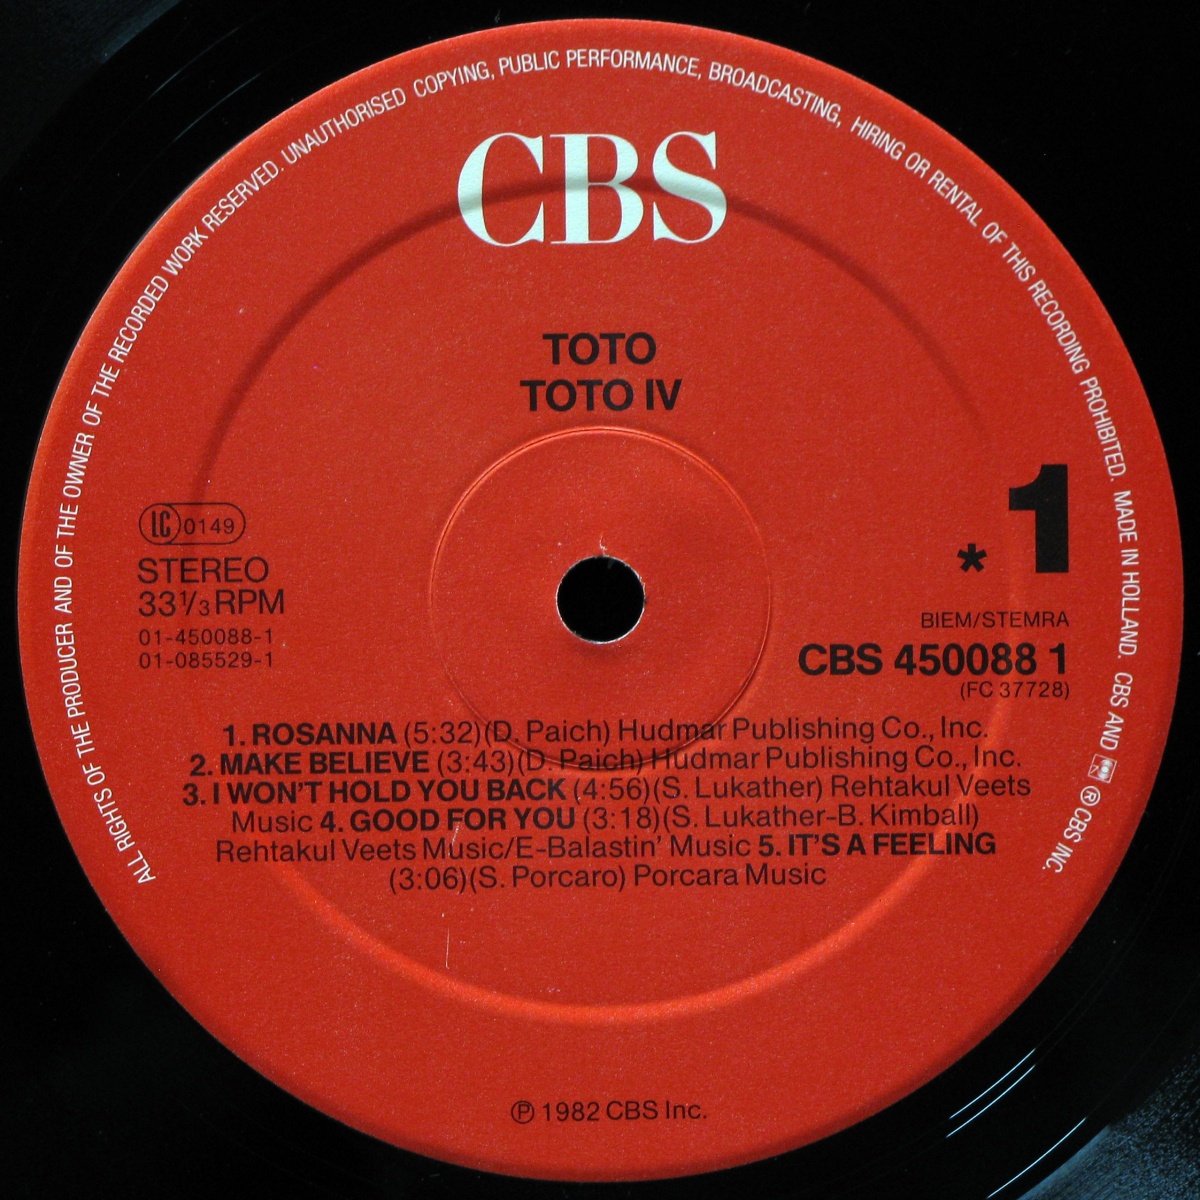 ALL RIGHTS OF THE PRODUCER AND OF THE OWNER OF THE RECORDED WORK RESERVED. UNAUTHORISED COPYING, PUBLIC PERFORMANCE, BROADCASTING, HIRING OR RENTAL OF THIS RECORDING PROHIBITED. MADE IN HOLLAND. CBS AND ® CBS INC.
CBS
TOTO
TOTO IV
LC 0149
STEREO
33 1/3 RPM
01-450088-1
01-085529-1
1
*
BIEM/STEMRA
CBS 450088 1
(FC 37728)
1. ROSANNA (5:32)(D. Paich) Hudmar Publishing Co., Inc.
2. MAKE BELIEVE (3:43)(D. Paich) Hudmar Publishing Co., Inc.
3. I WON'T HOLD YOU BACK (4:56)(S. Lukather) Rehtakul Veets
Music 4. GOOD FOR YOU (3:18)(S. Lukather-B. Kimball)
Rehtakul Veets Music/E-Balastin' Music 5. IT'S A FEELING
(3:06)(S. Porcaro) Porcara Music
℗ 1982 CBS Inc.